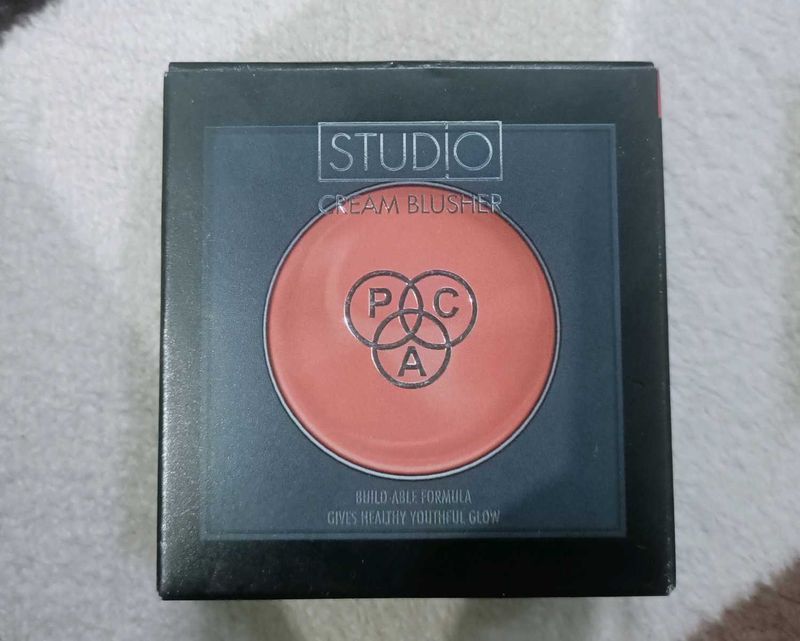 STUDIO
CREAM BLUSHER
P C
A
BUILD-ABLE FORMULA
GIVES HEALTHY YOUTHFUL GLOW